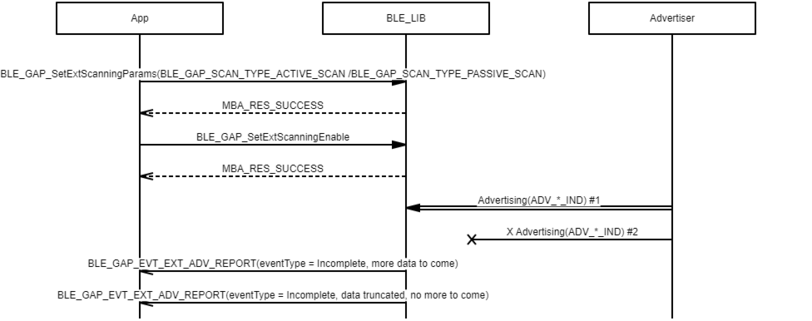 App
BLE_LIB
Advertiser
BLE_GAP_SetExtScanningParams(BLE_GAP_SCAN_TYPE_ACTIVE_SCAN /BLE_GAP_SCAN_TYPE_PASSIVE_SCAN)
MBA_RES_SUCCESS
BLE_GAP_SetExtScanningEnable
MBA_RES_SUCCESS
Advertising(ADV_*_IND) #1
X Advertising(ADV_*_IND) #2
BLE_GAP_EVT_EXT_ADV_REPORT(eventType = Incomplete, more data to come)
BLE_GAP_EVT_EXT_ADV_REPORT(eventType = Incomplete, data truncated, no more to come)